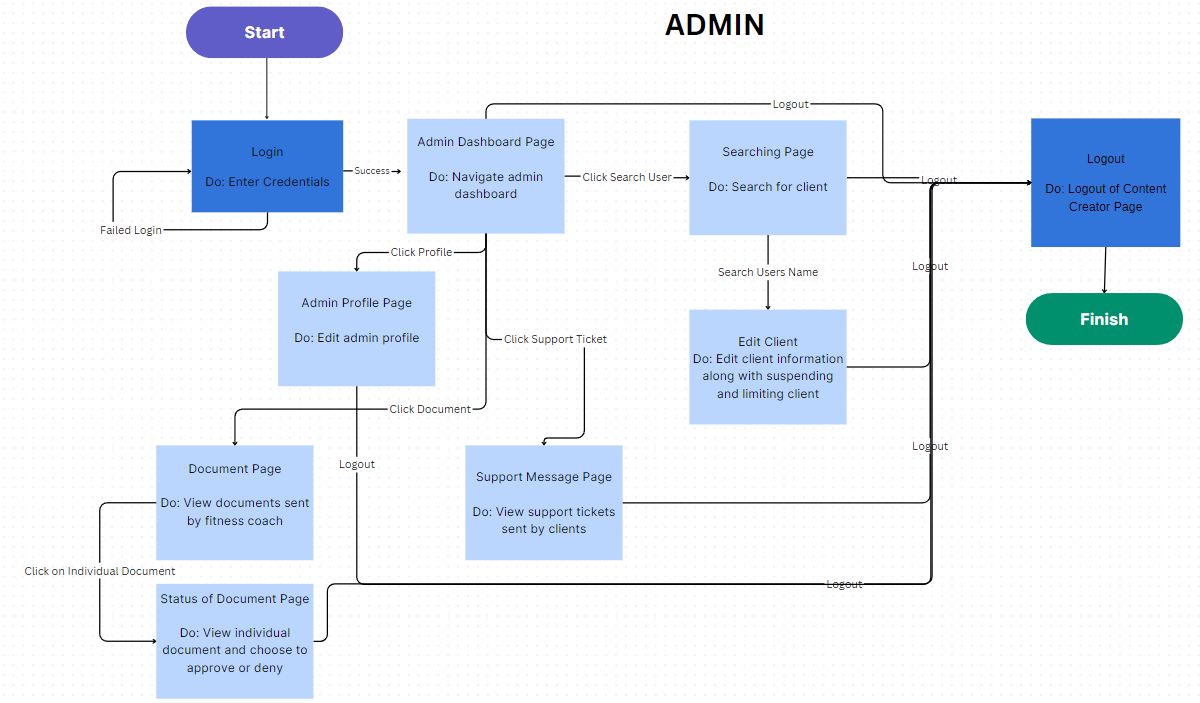 ADMIN
Start
Logout
Login
Do: Enter Credentials
Success
Failed Login
Admin Dashboard Page
Do: Navigate admin
dashboard
Click Search User
Searching Page
Do: Search for client
Logout
Logout
Do: Logout of Content
Creator Page
Click Profile
Search Users Name
Logout
Admin Profile Page
Do: Edit admin profile
Click Support Ticket
Edit Client
Do: Edit client information
along with suspending
and limiting client
Finish
Click Document
Logout
Logout
Document Page
Do: View documents sent
by fitness coach
Support Message Page
Do: View support tickets
sent by clients
Click on Individual Document
Logout
Status of Document Page
Do: View individual
document and choose to
approve or deny